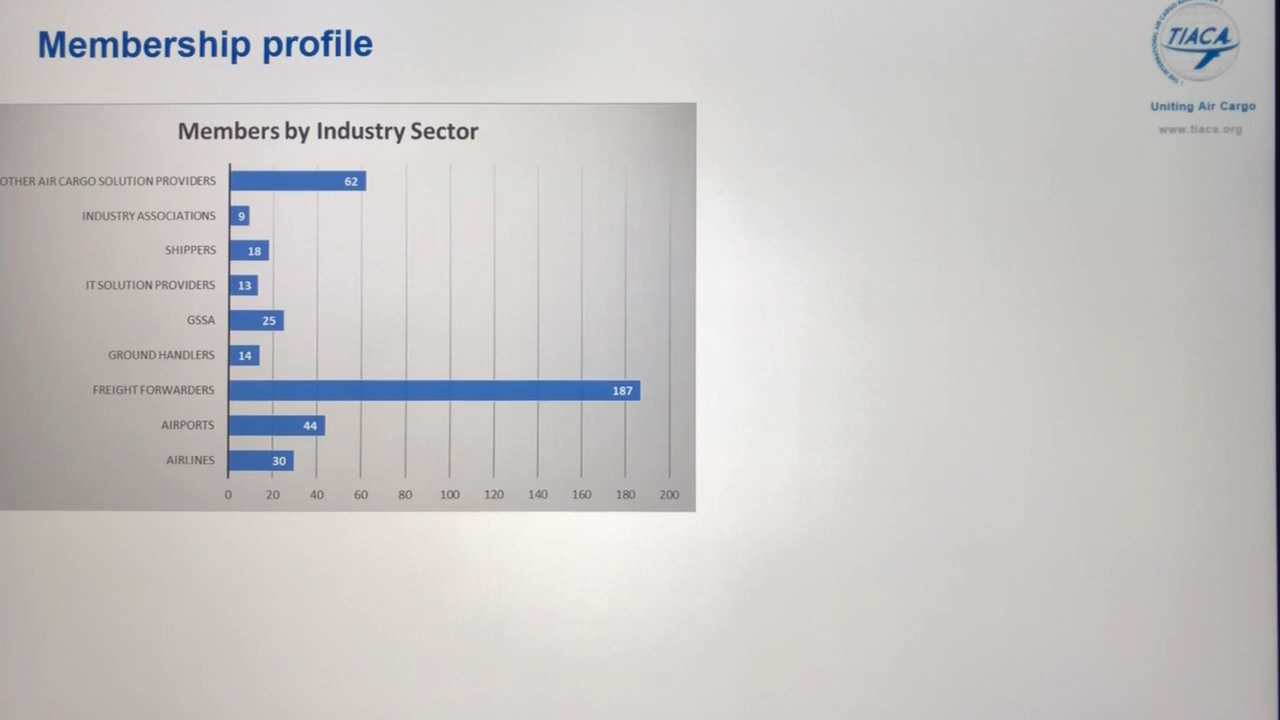 Membership profile
TIACA
Uniting Air Cargo
www.tiaca.org
Members by Industry Sector
OTHER AIR CARGO SOLUTION PROVIDERS 62
INDUSTRY ASSOCIATIONS 9
SHIPPERS 18
IT SOLUTION PROVIDERS 13
GSSA 25
GROUND HANDLERS 14
FREIGHT FORWARDERS 187
AIRPORTS 44
AIRLINES 30
0 20 40 60 80 100 120 140 160 180 200